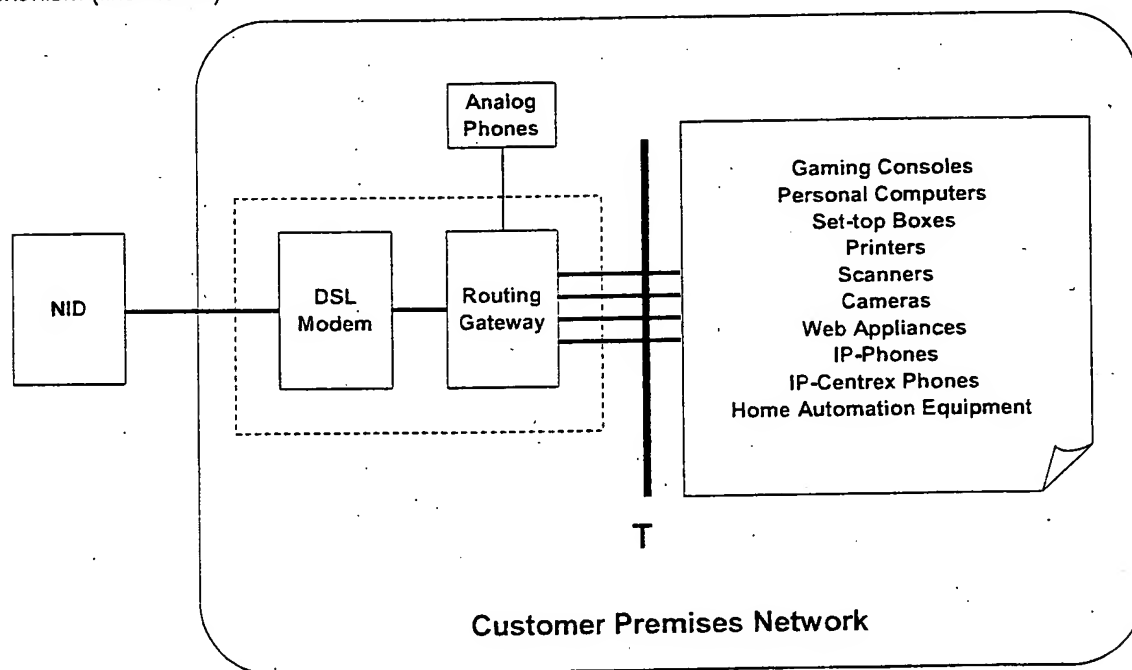 Analog
Phones
NID
DSL
Modem
Routing
Gateway
Gaming Consoles
Personal Computers
Set-top Boxes
Printers
Scanners
Cameras
Web Appliances
IP-Phones
IP-Centrex Phones
Home Automation Equipment
T
Customer Premises Network